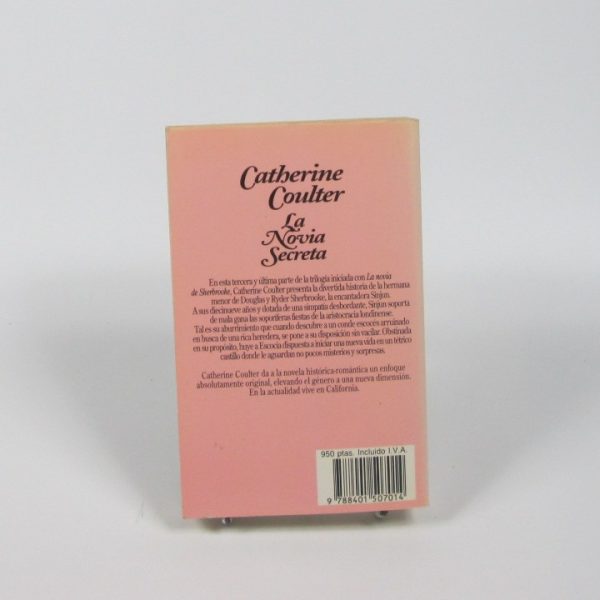 Catherine
Coulter
La
Novia
Secreta
En esta tercera y última parte de la trilogía iniciada con La novia
de Sherbrooke, Catherine Coulter presenta la divertida historia de la hermana
menor de Douglas y Ryder Sherbrooke, la encantadora Sinjun.
A sus diecinueve años y dotada de una simpatía desbordante, Sinjun soporta
de mala gana las soporíferas fiestas de la aristocracia londinense.
Tal es su aburrimiento que cuando descubre a un conde escocés arruinado
en busca de una rica heredera, se pone a su disposición sin vacilar. Obstinada
en su propósito, huye a Escocia dispuesta a iniciar una nueva vida en un tétrico
castillo donde le aguardan no pocos misterios y sorpresas.
Catherine Coulter da a la novela histórica-romántica un enfoque
absolutamente original, elevando el género a una nueva dimensión.
En la actualidad vive en California.
950 ptas. Incluido I.V.A.
9 788401 507014